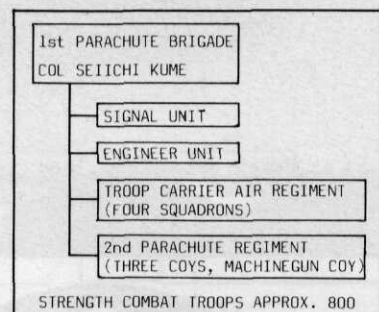 1st PARACHUTE BRIGADE
COL SEIICHI KUME
SIGNAL UNIT
ENGINEER UNIT
TROOP CARRIER AIR REGIMENT
(FOUR SQUADRONS)
2nd PARACHUTE REGIMENT
(THREE COYS, MACHINEGUN COY)
STRENGTH COMBAT TROOPS APPROX. 800